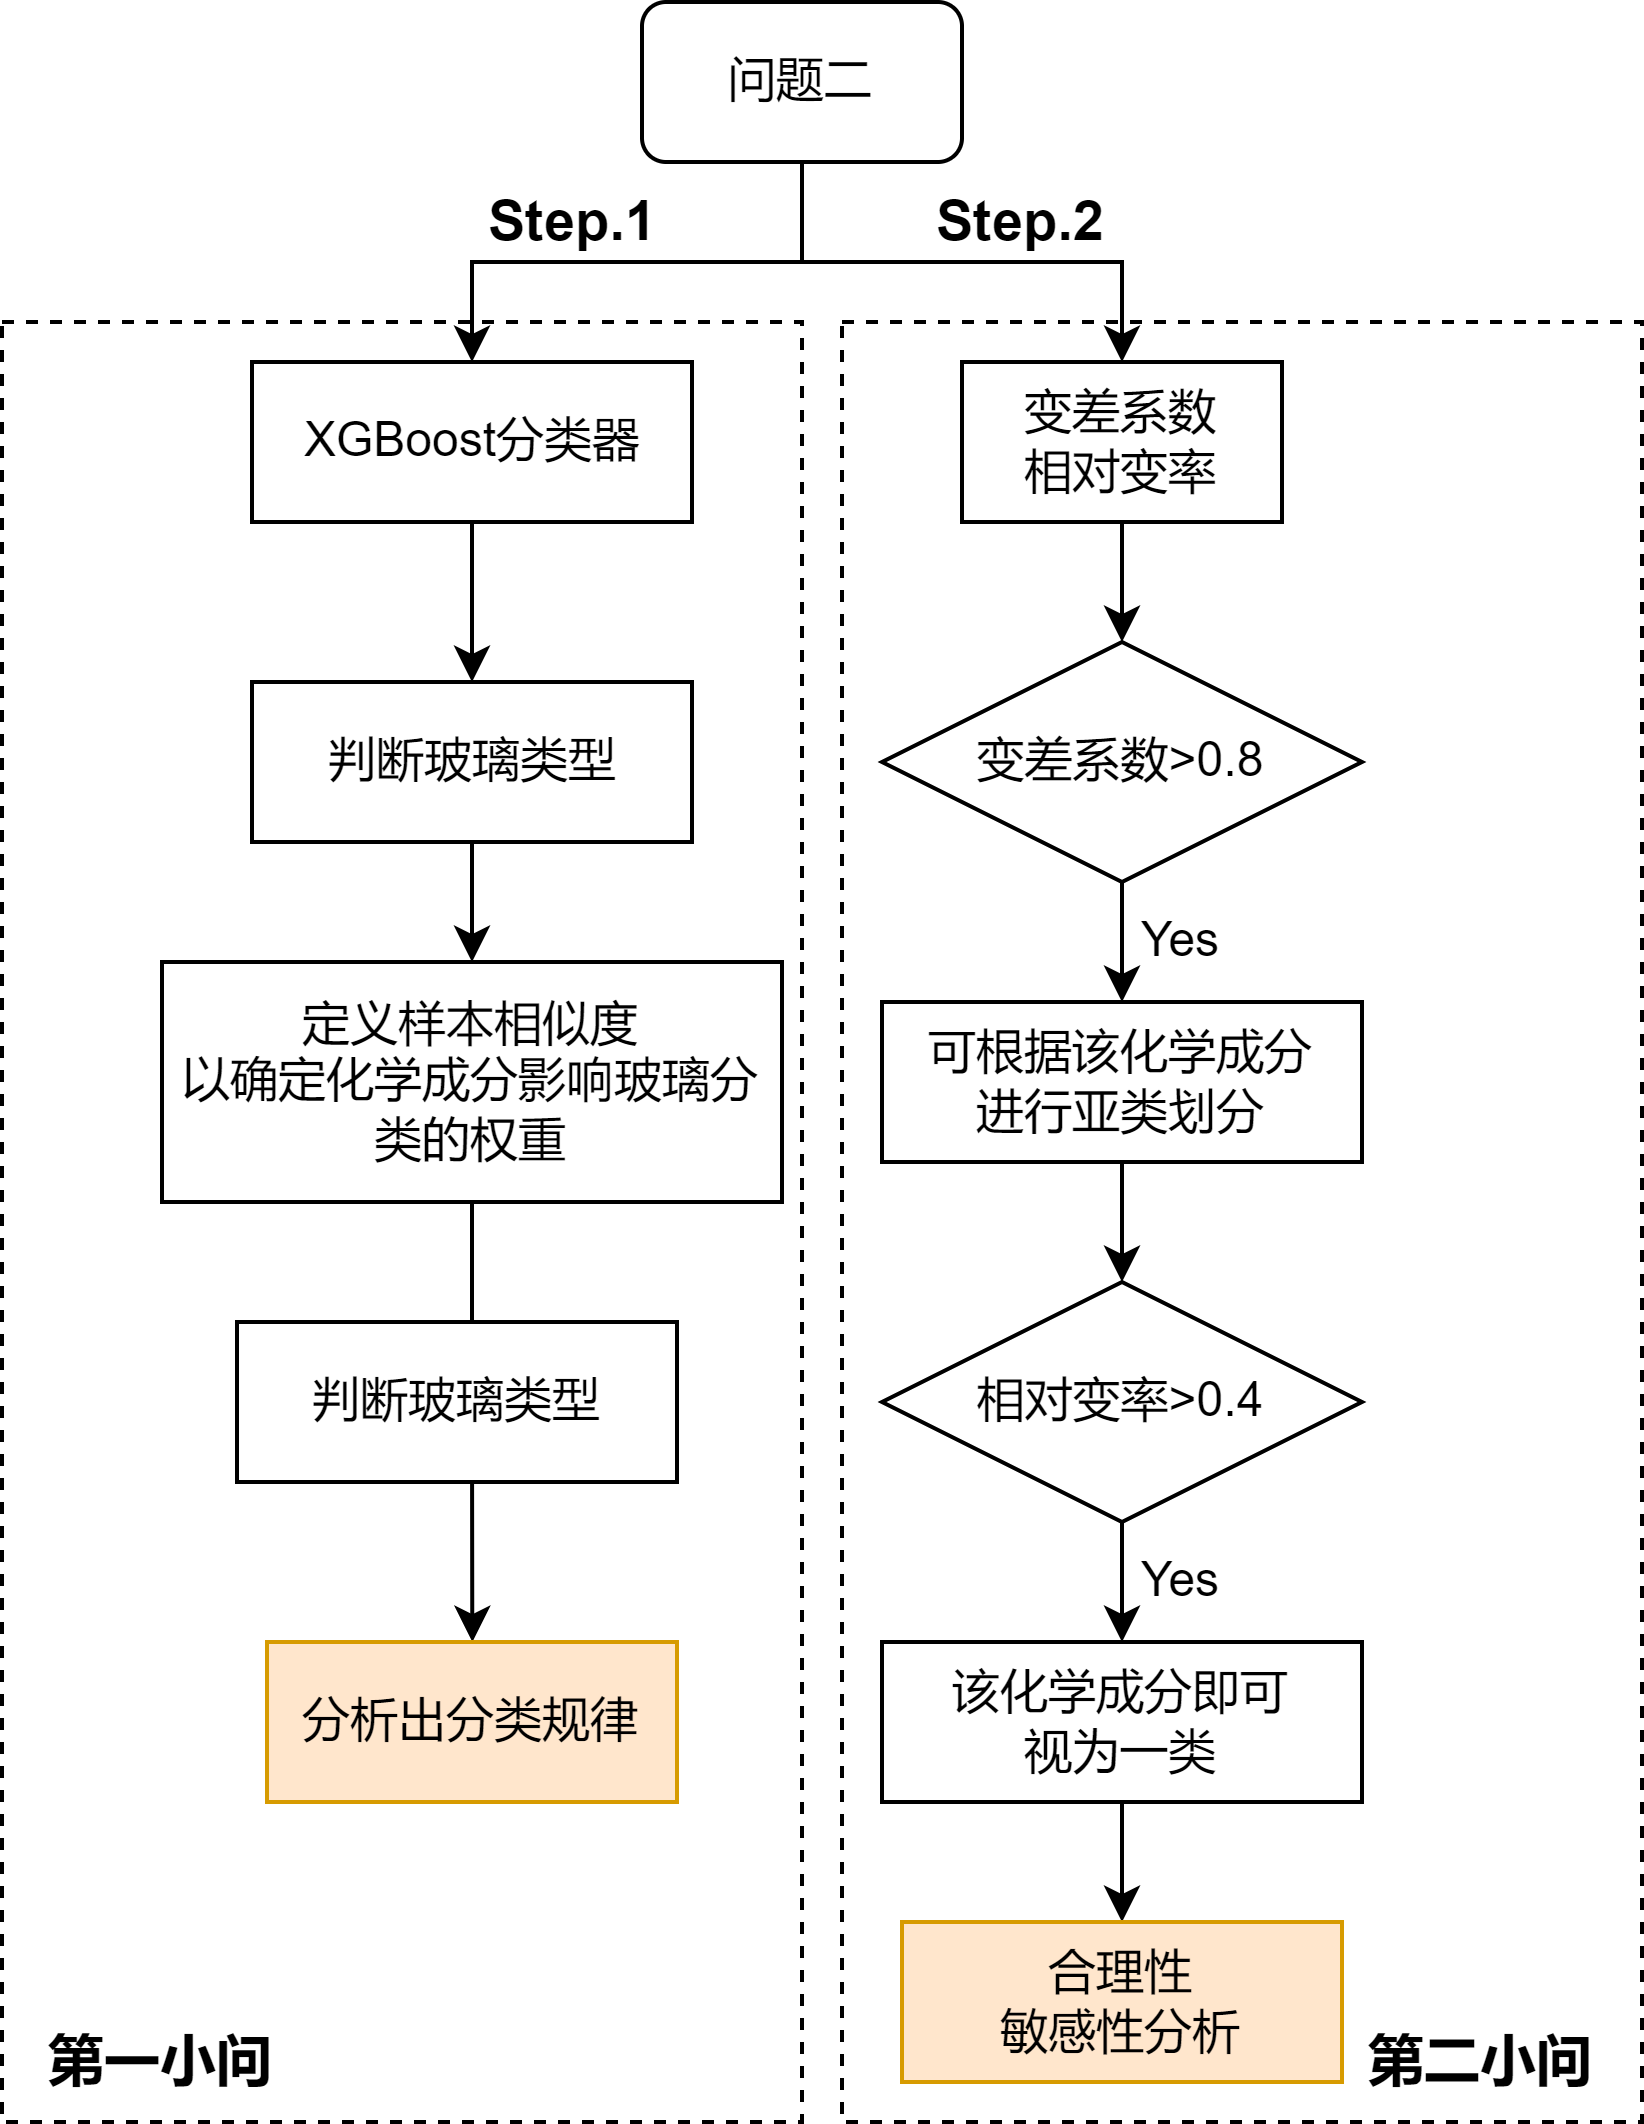 问题二
Step.1
Step.2
XGBoost分类器
判断玻璃类型
定义样本相似度
以确定化学成分影响玻璃分
类的权重
判断玻璃类型
分析出分类规律
第一小问
变差系数
相对变率
变差系数>0.8
Yes
可根据该化学成分
进行亚类划分
相对变率>0.4
Yes
该化学成分即可
视为一类
合理性
敏感性分析
第二小问